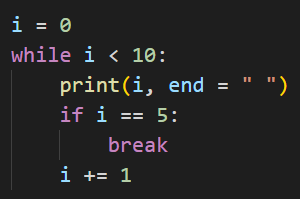 i = 0
while i < 10:
    print(i, end = " ")
    if i == 5:
        break
    i += 1